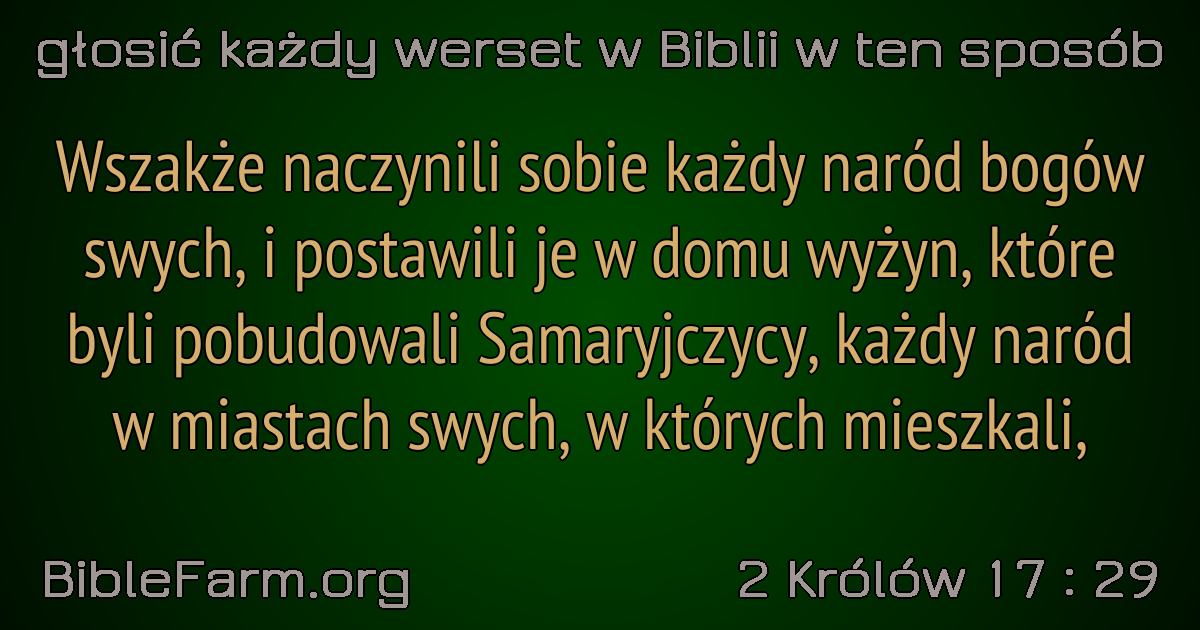 głosić każdy werset w Biblii w ten sposób
Wszakże naczynili sobie każdy naród bogów
swych, i postawili je w domu wyżyn, które
byli pobudowali Samaryjczycy, każdy naród
w miastach swych, w których mieszkali,
BibleFarm.org
2 Królów 17 : 29